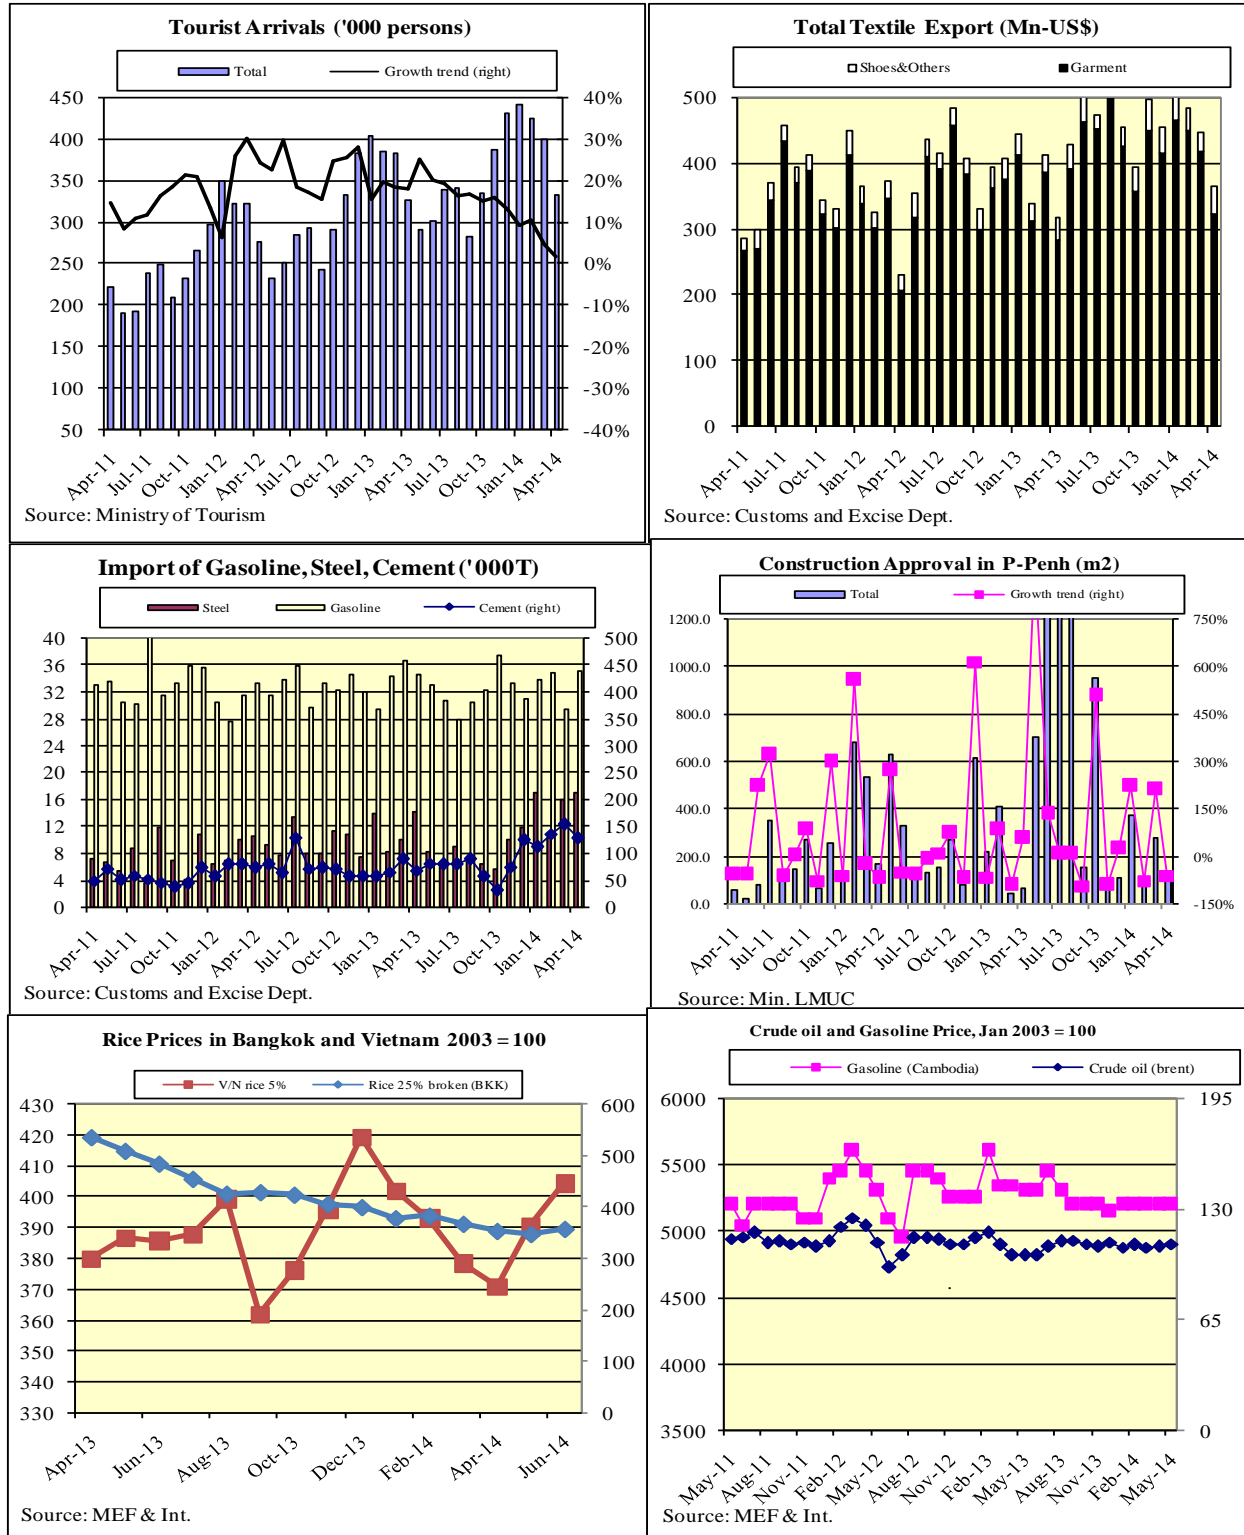 Tourist Arrivals ('000 persons)
Total
Growth trend (right)
450
400
350
300
250
200
150
100
50
40%
30%
20%
10%
0%
-10%
-20%
-30%
-40%
Apr-11
Jul-11
Oct-11
Jan-12
Apr-12
Jul-12
Oct-12
Jan-13
Apr-13
Jul-13
Oct-13
Jan-14
Apr-14
Source: Ministry of Tourism
Total Textile Export (Mn-US$)
Shoes&Others
Garment
500
400
300
200
100
0
Apr-11
Jul-11
Oct-11
Jan-12
Apr-12
Jul-12
Oct-12
Jan-13
Apr-13
Jul-13
Oct-13
Jan-14
Apr-14
Source: Customs and Excise Dept.
Import of Gasoline, Steel, Cement ('000T)
Steel
Gasoline
Cement (right)
40
36
32
28
24
20
16
12
8
4
0
500
450
400
350
300
250
200
150
100
50
0
Apr-11
Jul-11
Oct-11
Jan-12
Apr-12
Jul-12
Oct-12
Jan-13
Apr-13
Jul-13
Oct-13
Jan-14
Apr-14
Source: Customs and Excise Dept.
Construction Approval in P-Penh (m2)
Total
Growth trend (right)
1200.0
1000.0
800.0
600.0
400.0
200.0
0.0
750%
600%
450%
300%
150%
0%
-150%
Apr-11
Jul-11
Oct-11
Jan-12
Apr-12
Jul-12
Oct-12
Jan-13
Apr-13
Jul-13
Oct-13
Jan-14
Apr-14
Source: Min. LMUC
Rice Prices in Bangkok and Vietnam 2003 = 100
V/N rice 5%
Rice 25% broken (BKK)
430
420
410
400
390
380
370
360
350
340
330
600
500
400
300
200
100
0
Apr-13
Jun-13
Aug-13
Oct-13
Dec-13
Feb-14
Apr-14
Jun-14
Source: MEF & Int.
Crude oil and Gasoline Price, Jan 2003 = 100
Gasoline (Cambodia)
Crude oil (brent)
6000
5500
5000
4500
4000
3500
195
130
65
0
May-11
Aug-11
Nov-11
Feb-12
May-12
Aug-12
Nov-12
Feb-13
May-13
Aug-13
Nov-13
Feb-14
May-14
Source: MEF & Int.